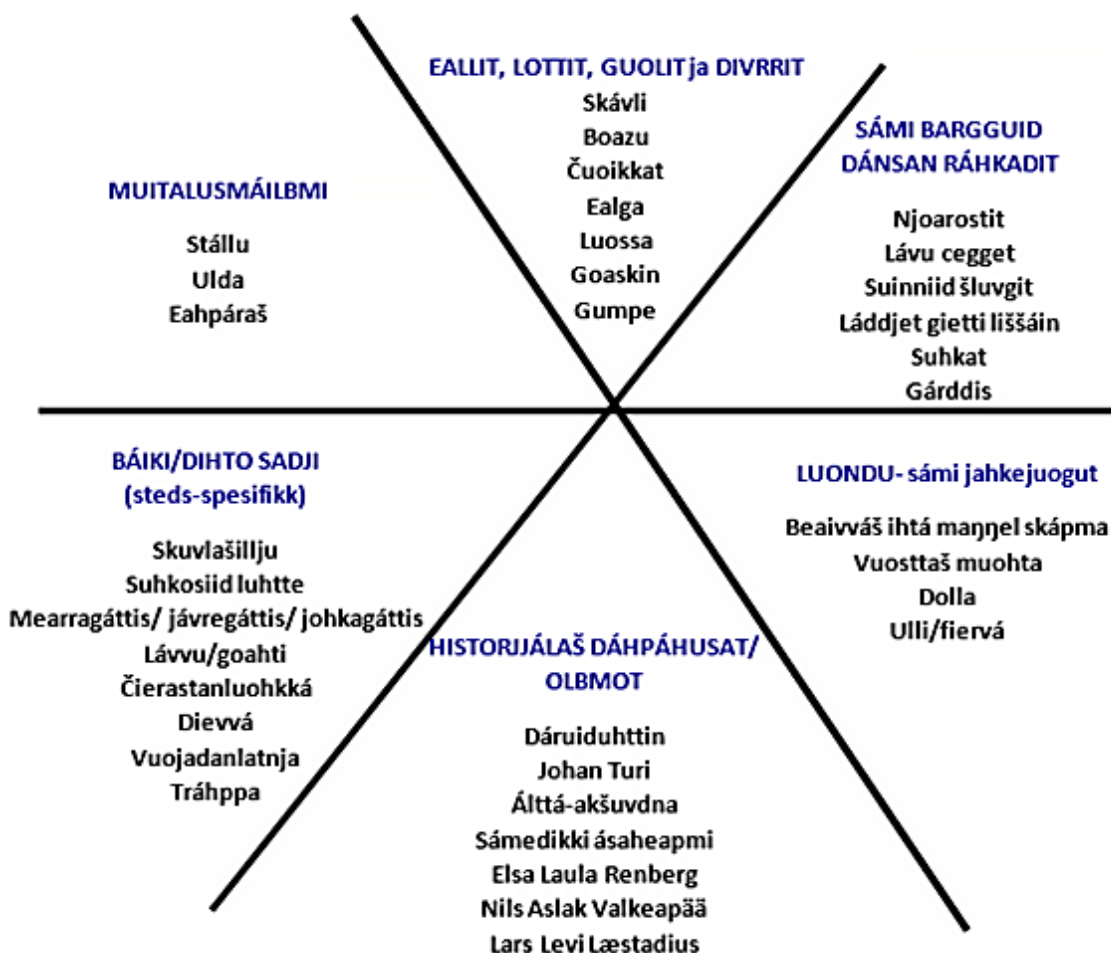 EALLIT, LOTTIT, GUOLIT ja DIVRRIT
Skávli
Boazu
Čuoikkat
Ealga
Luossa
Goaskin
Gumpe
SÁMI BARGGUID
DÁNSAN RÁHKADIT
Njoarostit
Lávu cegget
Suinniid šluvgit
Láddjet gietti liššáin
Suhkat
Gárddis
MUITALUSMÁILBMI
Stállu
Ulda
Eahpáraš
BÁIKI/DIHTO SADJI
(steds-spesifikk)
Skuvlašillju
Suhkosiid luhtte
Mearragáttis/ jávregáttis/ johkagáttis
Lávvu/goahti
Čierastanluohkká
Dievvá
Vuojadanlatnja
Tráhppa
HISTORJJÁLAŠ DÁHPÁHUSAT/
OLBMOT
Dáruiduhttin
Johan Turi
Álttá-akšuvdna
Sámedikki ásaheapmi
Elsa Laula Renberg
Nils Aslak Valkeapää
Lars Levi Læstadius
LUONDU- sámi jahkejuogut
Beaivváš ihtá maŋŋel skápma
Vuosttaš muohta
Dolla
Ulli/fiervá